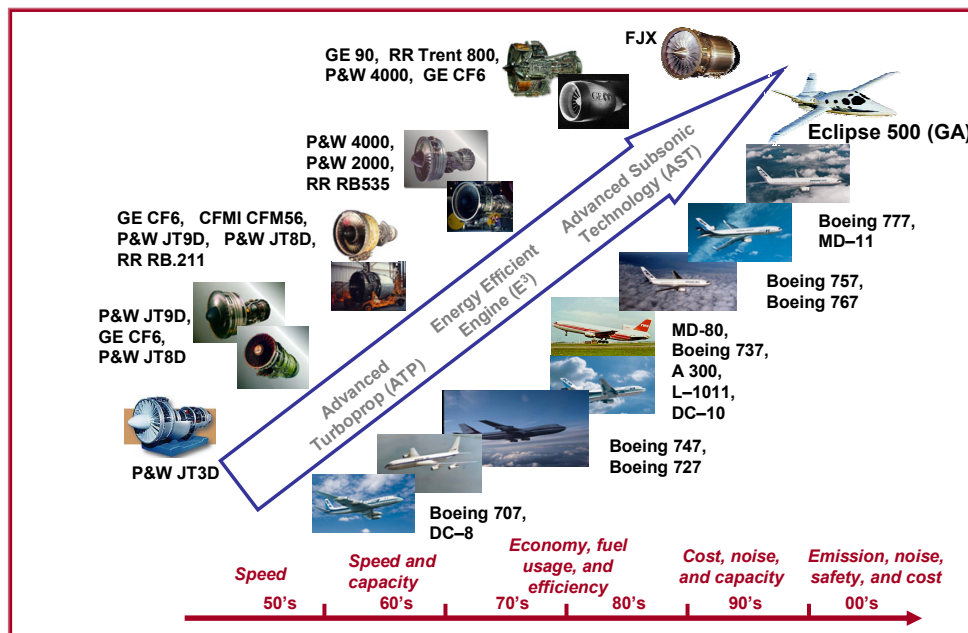 FJX
GE 90, RR Trent 800,
P&W 4000, GE CF6
Eclipse 500 (GA)
P&W 4000,
P&W 2000,
RR RB535
Advanced Subsonic
Technology (AST)
GE CF6, CFMI CFM56,
P&W JT9D, P&W JT8D,
RR RB.211
Boeing 777,
MD–11
Energy Efficient
Engine (E³)
Boeing 757,
Boeing 767
P&W JT9D,
GE CF6,
P&W JT8D
MD-80,
Boeing 737,
A 300,
L–1011,
DC–10
Advanced
Turboprop (ATP)
P&W JT3D
Boeing 747,
Boeing 727
Boeing 707,
DC–8
Speed
Speed and
capacity
Economy, fuel
usage, and
efficiency
Cost, noise,
and capacity
Emission, noise,
safety, and cost
50's 60's 70's 80's 90's 00's